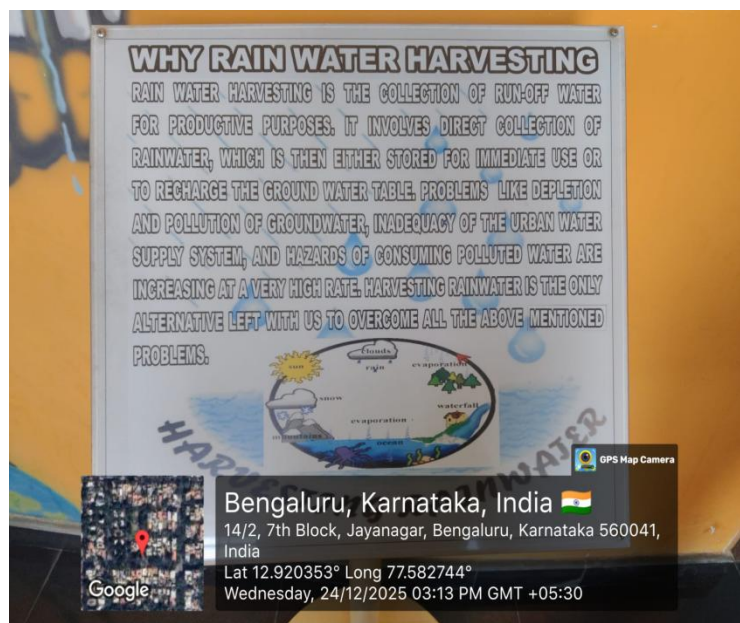 WHY RAIN WATER HARVESTING
RAIN WATER HARVESTING IS THE COLLECTION OF RUN-OFF WATER
FOR PRODUCTIVE PURPOSES. IT INVOLVES DIRECT COLLECTION OF
RAINWATER, WHICH IS THEN EITHER STORED FOR IMMEDIATE USE OR
TO RECHARGE THE GROUND WATER TABLE. PROBLEMS LIKE DEPLETION
AND POLLUTION OF GROUNDWATER, INADEQUACY OF THE URBAN WATER
SUPPLY SYSTEM, AND HAZARDS OF CONSUMING POLLUTED WATER ARE
INCREASING AT A VERY HIGH RATE. HARVESTING RAINWATER IS THE ONLY
ALTERNATIVE LEFT WITH US TO OVERCOME ALL THE ABOVE MENTIONED
PROBLEMS.
clouds
sun
rain
evaporation
snow
waterfall
evaporation
mountains
ocean
HARVESTING RAINWATER
GPS Map Camera
Bengaluru, Karnataka, India
14/2, 7th Block, Jayanagar, Bengaluru, Karnataka 560041,
India
Lat 12.920353° Long 77.582744°
Wednesday, 24/12/2025 03:13 PM GMT +05:30
Google